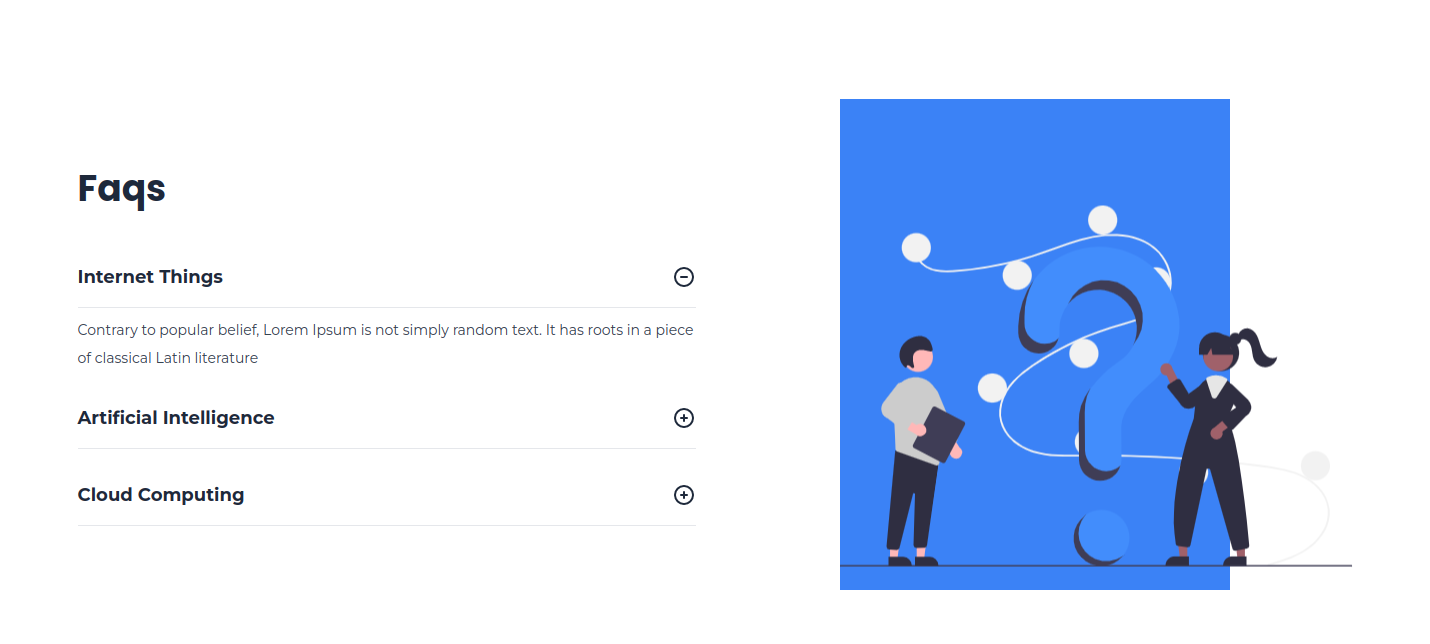 Faqs
Internet Things
Contrary to popular belief, Lorem Ipsum is not simply random text. It has roots in a piece
of classical Latin literature
Artificial Intelligence
Cloud Computing